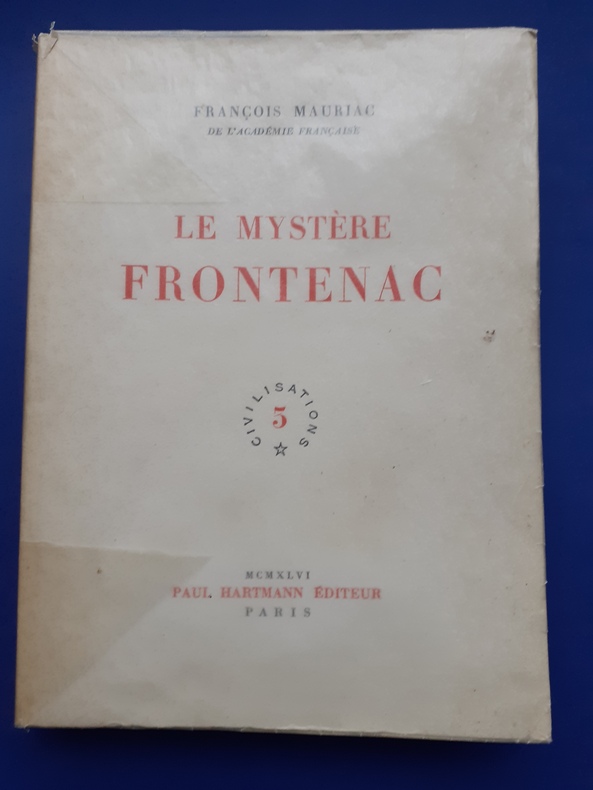 FRANÇOIS MAURIAC
DE L'ACADÉMIE FRANÇAISE
LE MYSTÈRE
FRONTENAC
CIVILISATIONS
5
MCMXLVI
PAUL HARTMANN ÉDITEUR
PARIS